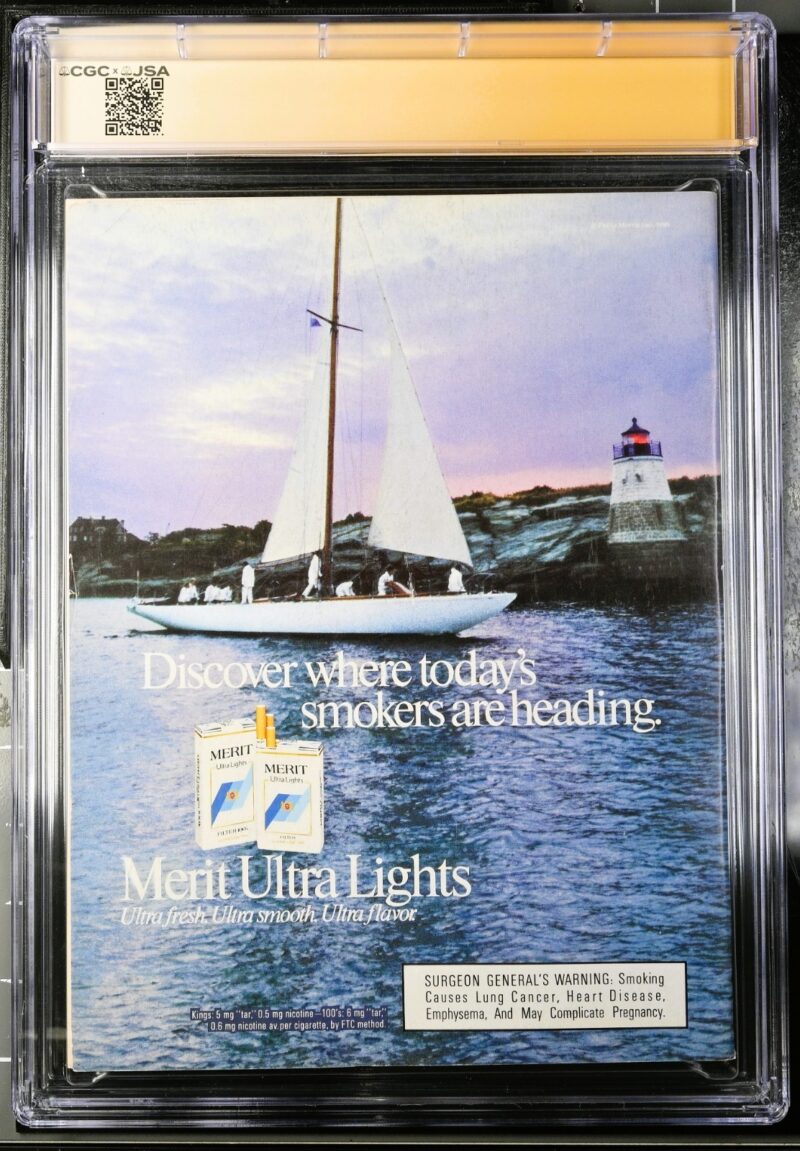 CGC × JSA
Discover where today's
smokers are heading.
MERIT
Ultra Lights
FILTER
MERIT
Ultra Lights
FILTER
Merit Ultra Lights
Ultra fresh. Ultra smooth. Ultra flavor.
SURGEON GENERAL'S WARNING: Smoking
Causes Lung Cancer, Heart Disease,
Emphysema, And May Complicate Pregnancy.
Kings: 5 mg "tar," 0.5 mg nicotine—100's: 6 mg "tar,"
0.6 mg nicotine av. per cigarette, by FTC method.